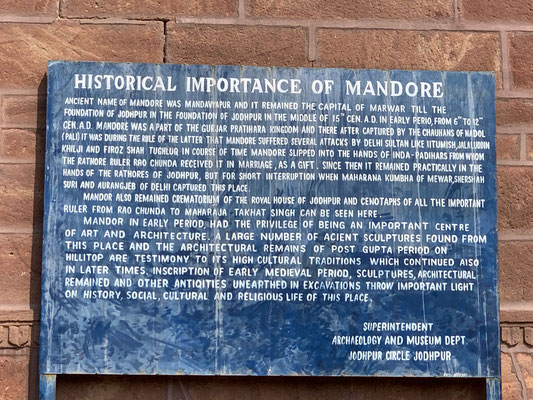 HISTORICAL IMPORTANCE OF MANDORE
ANCIENT NAME OF MANDORE WAS MANDAVYAPUR AND IT REMAINED THE CAPITAL OF MARWAR TILL THE
FOUNDATION OF JODHPUR IN THE FOUNDATION OF JODHPUR IN THE MIDDLE OF 15TH CEN. A.D. IN EARLY PERIO, FROM 6TH TO 12TH
CEN. A.D. MANDORE WAS A PART OF THE GURJAR PRATIHARA KINGDOM AND THERE AFTER CAPTURED BY THE CHAUHANS OF NADOL
(PALI) IT WAS DURING THE RULE OF THE LATTER THAT MANDORE SUFFERED SEVERAL ATTACKS BY DELHI SULTAN LIKE IITUMISH, JALALUDDIN
KHILJI AND FIROZ SHAH TUGHLUQ IN COURSE OF TIME MANDORE SLIPPED INTO THE HANDS OF INDA-PADIHARS FROM WHOM
THE RATHORE RULER RAO CHUNDA RECEIVED IT IN MARRIAGE, AS A GIFT. SINCE THEN IT REMAINED PRACTICALLY IN THE
HANDS OF THE RATHORES OF JODHPUR, BUT FOR SHORT INTERRUPTION WHEN MAHARANA KUMBHA OF MEWAR, SHERSHAH
SURI AND AURANGJEB OF DELHI CAPTURED THIS PLACE.
MANDOR ALSO REMAINED CREMATORIUM OF THE ROYAL HOUSE OF JODHPUR AND CENOTAPHS OF ALL THE IMPORTANT
RULER FROM RAO CHUNDA TO MAHARAJA TAKHAT SINGH CAN BE SEEN HERE.
MANDOR IN EARLY PERIOD, HAD THE PRIVILEGE OF BEING AN IMPORTANT CENTRE
OF ART AND ARCHITECTURE. A LARGE NUMBER OF ACIENT SCULPTURES OUND FROM
THIS PLACE AND THE ARCHITECTURAL REMAINS OF POST GUPTA PERIOD ON
HILLTOP ARE TESTIMONY TO ITS HIGH CULTURAL TRADITIONS WHICH CONTINUED AISO
IN LATER TIMES. INSCRIPTION OF EARLY MEDIEVAL PERIOD, SCULPTURES, ARCHITECTURAL
REMAINED AND OTHER ANTIQITIES UNEARTHED IN EXCAVATIONS THROW IMPORTANT LIGHT
ON HISTORY, SOCIAL, CULTURAL AND RELIGIOUS LIFE OF THIS PLACE.
SUPERINTENDENT
ARCHAEOLOGY AND MUSEUM DEPT
JODHPUR CIRCLE JODHPUR